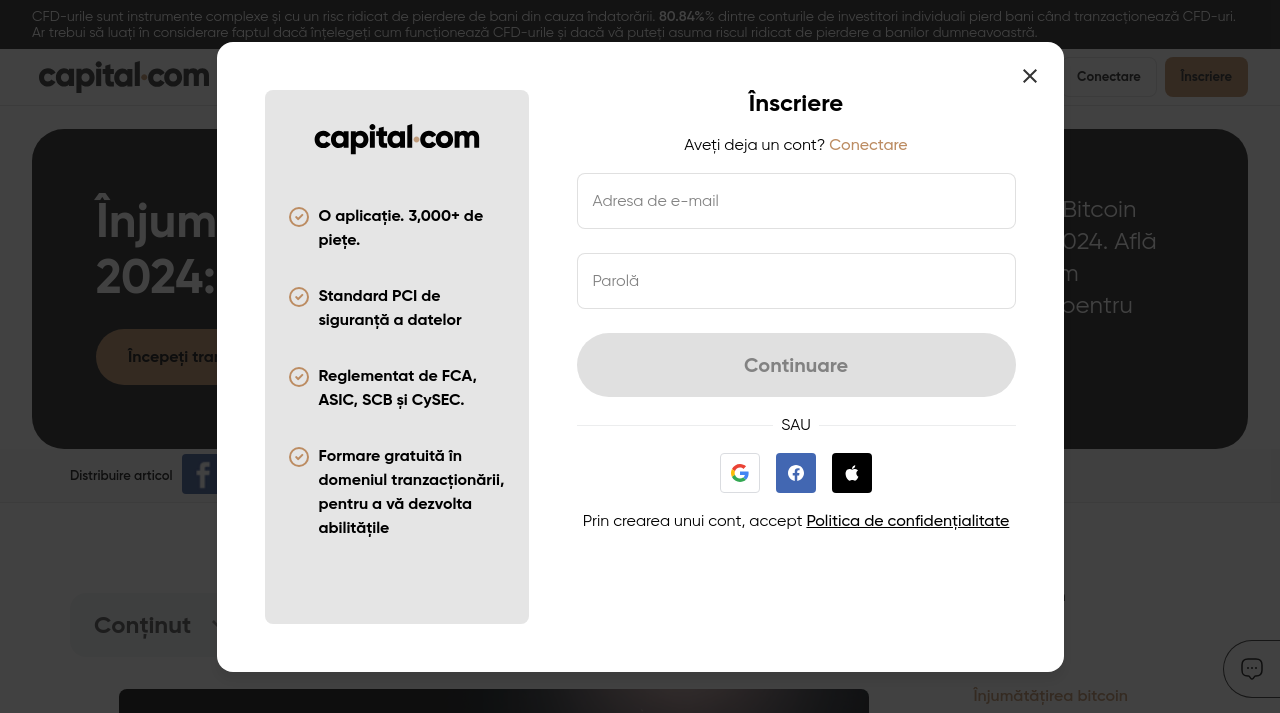 CFD-urile sunt instrumente complexe și cu un risc ridicat de pierdere de bani din cauza îndatorării. 80.84%% dintre conturile de investitori individuali pierd bani când tranzacționează CFD-uri.
Ar trebui să luați în considerare faptul dacă înțelegeți cum funcționează CFD-urile și dacă vă puteți asuma riscul ridicat de pierdere a banilor dumneavoastră.
capital.com
Conectare
Înscriere
Înjum
2024:
Începeți tran
Bitcoin
024. Află
pentru
Distribuire articol
Conținut
Înjumătățirea bitcoin
capital.com
O aplicație. 3,000+ de
piețe.
Standard PCI de
siguranță a datelor
Reglementat de FCA,
ASIC, SCB și CySEC.
Formare gratuită în
domeniul tranzacționării,
pentru a vă dezvolta
abilitățile
Înscriere
Aveți deja un cont? Conectare
Adresa de e-mail
Parolă
Continuare
SAU
Prin crearea unui cont, accept Politica de confidențialitate